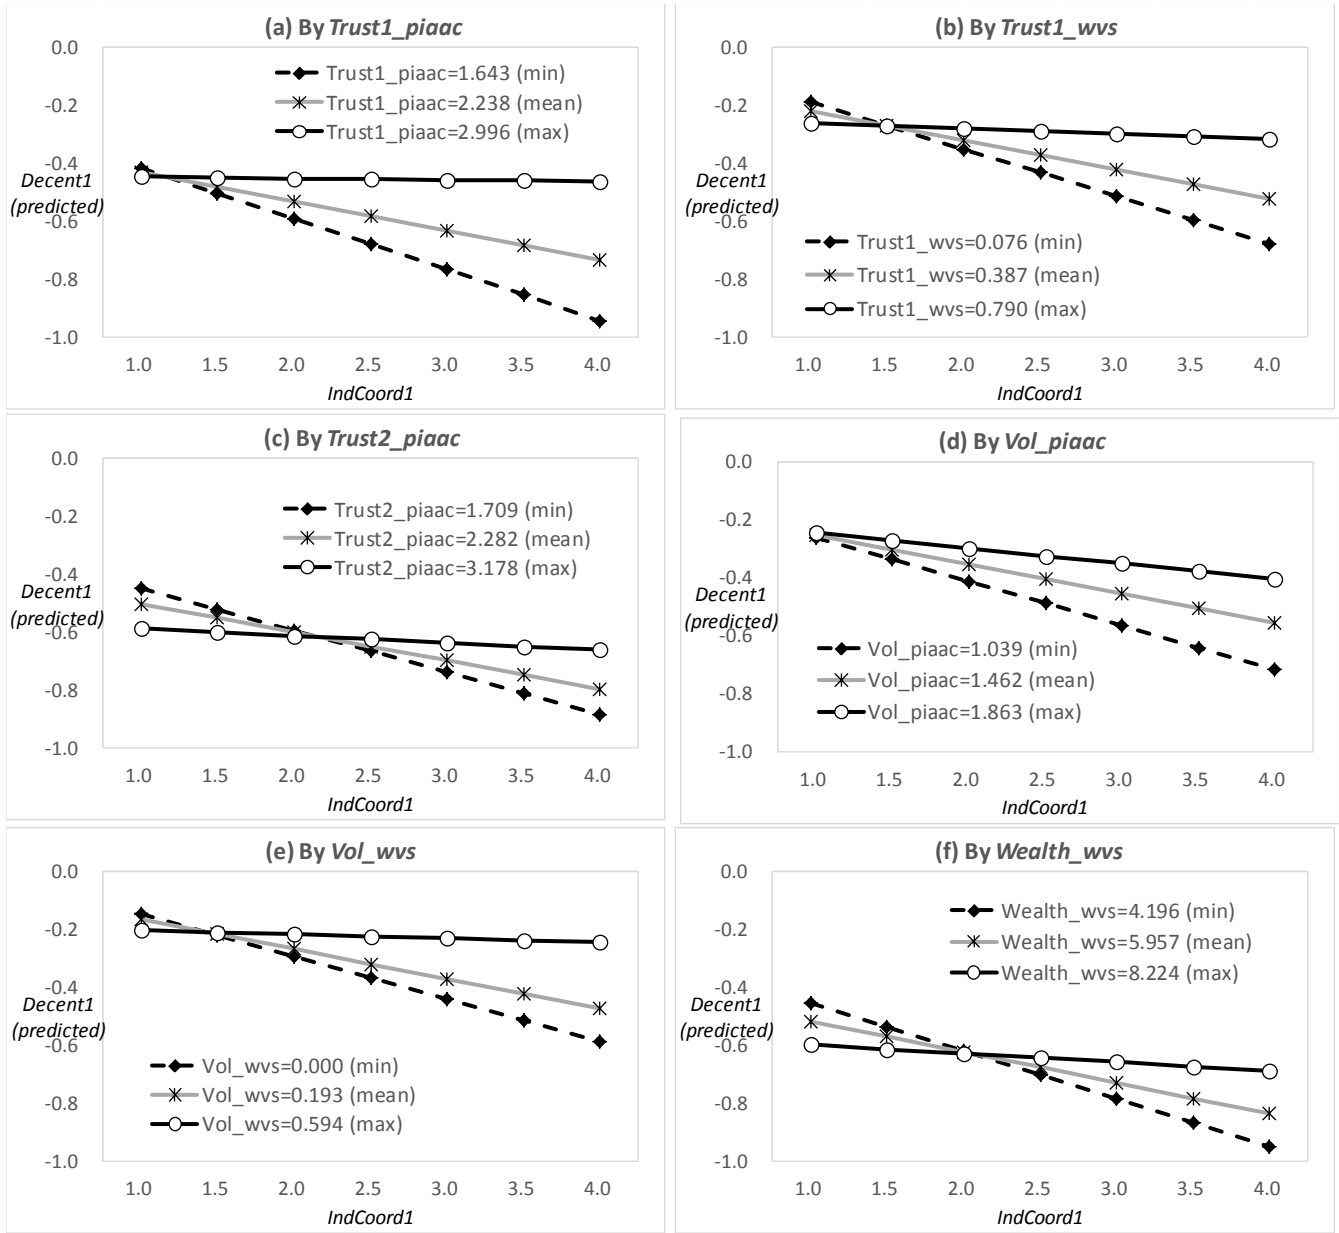 (a) By Trust1_piaac
0.0
-0.2
-0.4
-0.6
-0.8
-1.0
Decent1
(predicted)
Trust1_piaac=1.643 (min)
Trust1_piaac=2.238 (mean)
Trust1_piaac=2.996 (max)
1.0 1.5 2.0 2.5 3.0 3.5 4.0
IndCoord1
(b) By Trust1_wvs
0.0
-0.2
-0.4
-0.6
-0.8
-1.0
Decent1
(predicted)
Trust1_wvs=0.076 (min)
Trust1_wvs=0.387 (mean)
Trust1_wvs=0.790 (max)
1.0 1.5 2.0 2.5 3.0 3.5 4.0
IndCoord1
(c) By Trust2_piaac
0.0
-0.2
-0.4
-0.6
-0.8
-1.0
Decent1
(predicted)
Trust2_piaac=1.709 (min)
Trust2_piaac=2.282 (mean)
Trust2_piaac=3.178 (max)
1.0 1.5 2.0 2.5 3.0 3.5 4.0
IndCoord1
(d) By Vol_piaac
0.0
-0.2
-0.4
-0.6
-0.8
-1.0
Decent1
(predicted)
Vol_piaac=1.039 (min)
Vol_piaac=1.462 (mean)
Vol_piaac=1.863 (max)
1.0 1.5 2.0 2.5 3.0 3.5 4.0
IndCoord1
(e) By Vol_wvs
0.0
-0.2
-0.4
-0.6
-0.8
-1.0
Decent1
(predicted)
Vol_wvs=0.000 (min)
Vol_wvs=0.193 (mean)
Vol_wvs=0.594 (max)
1.0 1.5 2.0 2.5 3.0 3.5 4.0
IndCoord1
(f) By Wealth_wvs
0.0
-0.2
-0.4
-0.6
-0.8
-1.0
Decent1
(predicted)
Wealth_wvs=4.196 (min)
Wealth_wvs=5.957 (mean)
Wealth_wvs=8.224 (max)
1.0 1.5 2.0 2.5 3.0 3.5 4.0
IndCoord1